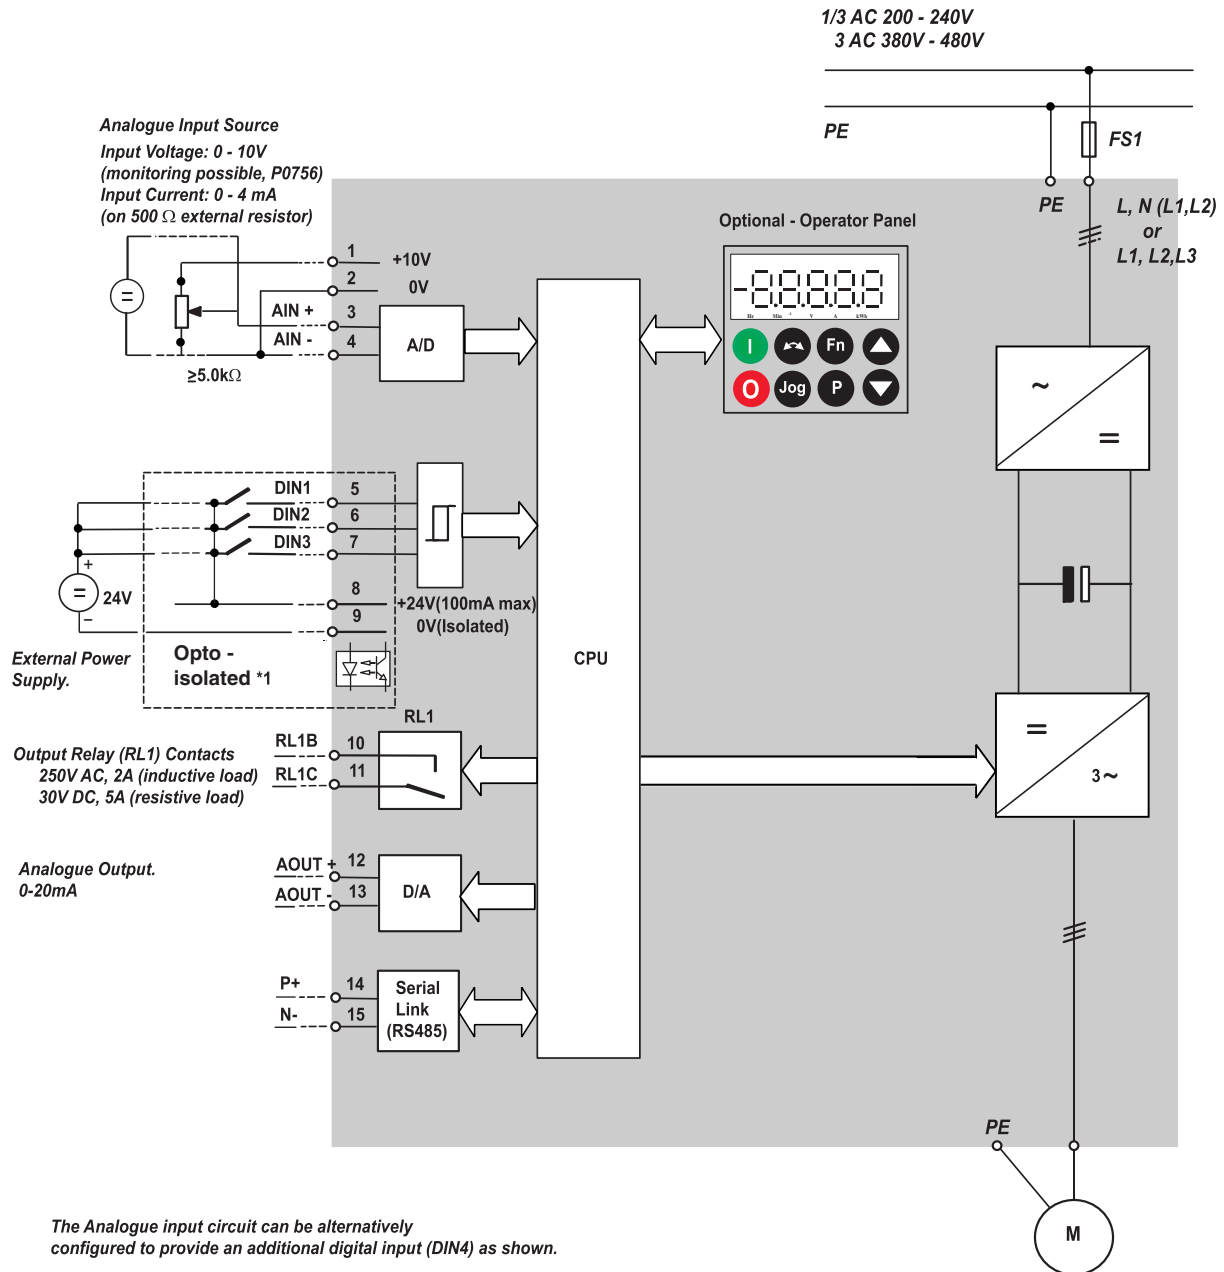 1/3 AC 200 - 240V
3 AC 380V - 480V
PE
FS1
PE
L, N (L1,L2)
or
L1, L2,L3
Analogue Input Source
Input Voltage: 0 - 10V
(monitoring possible, P0756)
Input Current: 0 - 4 mA
(on 500 Ω external resistor)
Optional - Operator Panel
1
+10V
2
0V
AIN +
3
AIN -
4
A/D
≥5.0kΩ
Hz Min -1 V A kWh
I
Fn
O
Jog
P
~
=
DIN1
5
DIN2
6
DIN3
7
+
=
24V
–
8
+24V(100mA max)
9
0V(Isolated)
External Power
Supply.
Opto -
isolated *1
CPU
RL1
Output Relay (RL1) Contacts
250V AC, 2A (inductive load)
30V DC, 5A (resistive load)
RL1B
10
RL1C
11
=
3 ~
Analogue Output.
0-20mA
AOUT +
12
AOUT -
13
D/A
P+
14
N-
15
Serial
Link
(RS485)
PE
M
The Analogue input circuit can be alternatively
configured to provide an additional digital input (DIN4) as shown.